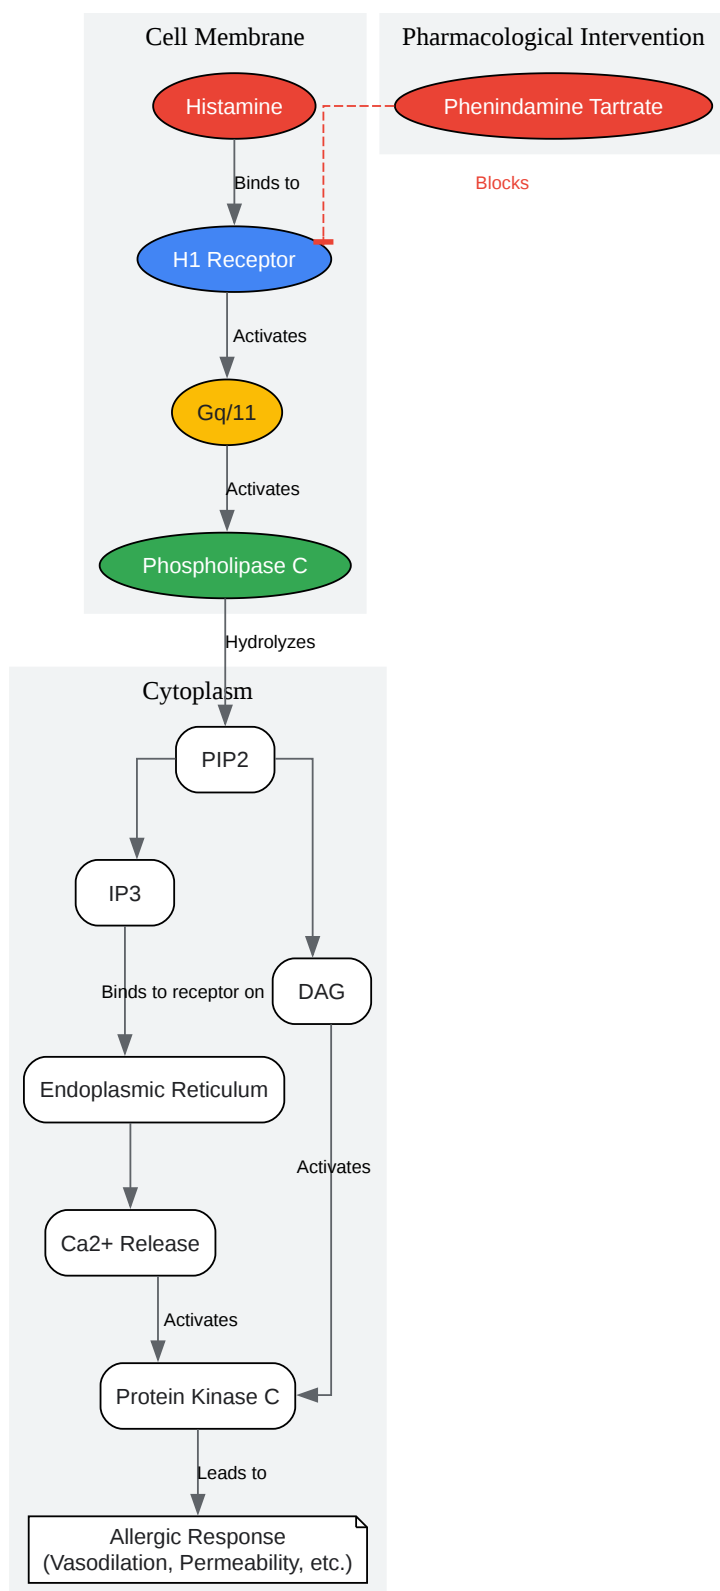 Cell Membrane
Pharmacological Intervention
Histamine
Phenindamine Tartrate
Binds to
Blocks
H1 Receptor
Activates
Gq/11
Activates
Phospholipase C
Hydrolyzes
Cytoplasm
PIP2
IP3
Binds to receptor on
DAG
Endoplasmic Reticulum
Activates
Ca2+ Release
Activates
Protein Kinase C
Leads to
Allergic Response
(Vasodilation, Permeability, etc.)